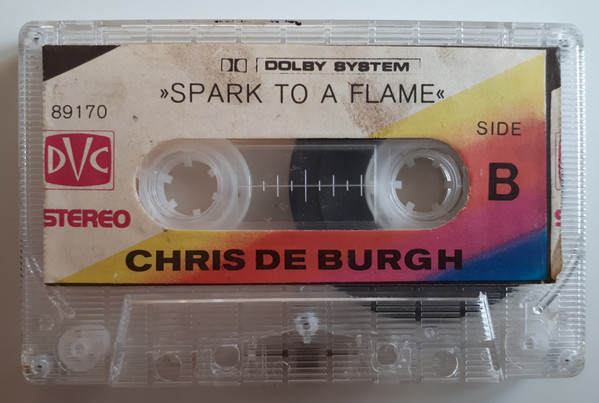 DOLBY SYSTEM
»SPARK TO A FLAME«
89170
SIDE
DVC
B
STEREO
CHRIS DE BURGH